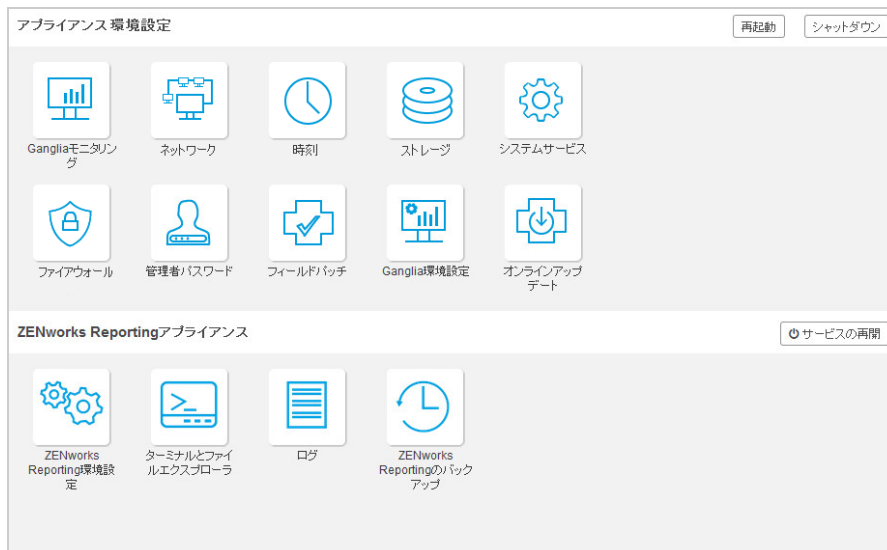 アプライアンス環境設定
再起動
シャットダウン
Gangliaモニタリン
グ
ネットワーク
時刻
ストレージ
システムサービス
ファイアウォール
管理者パスワード
フィールドパッチ
Ganglia環境設定
オンラインアップ
デート
ZENworks Reportingアプライアンス
サービスの再開
ZENworks
Reporting環境設
定
ターミナルとファイ
ルエクスプローラ
ログ
ZENworks
Reportingのバック
アップ